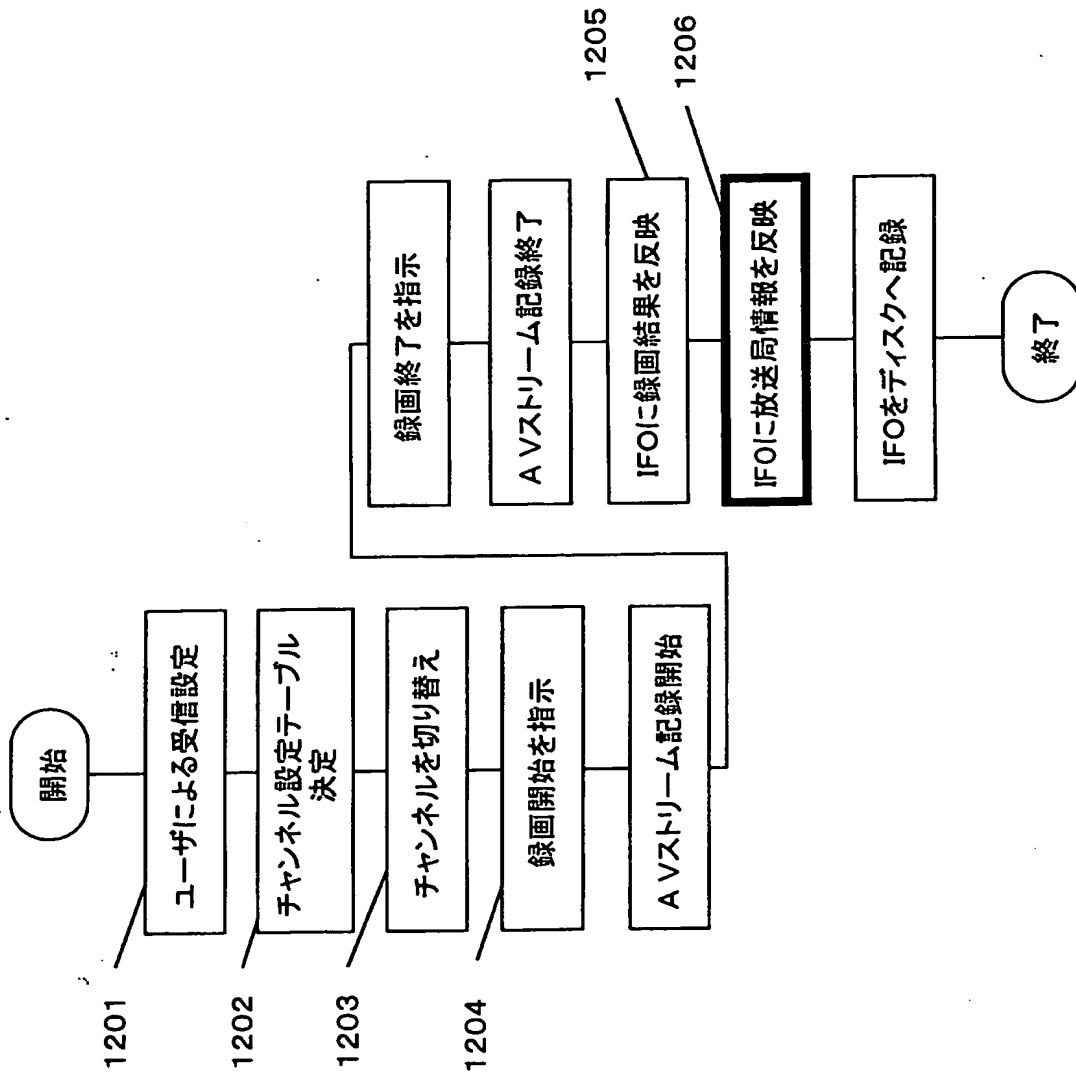 開始
1201
ユーザによる受信設定
1202
チャンネル設定テーブル
決定
1203
チャンネルを切り替え
1204
録画開始を指示
AVストリーム記録開始
録画終了を指示
AVストリーム記録終了
1205
IFOに録画結果を反映
1206
IFOに放送局情報を反映
IFOをディスクへ記録
終了